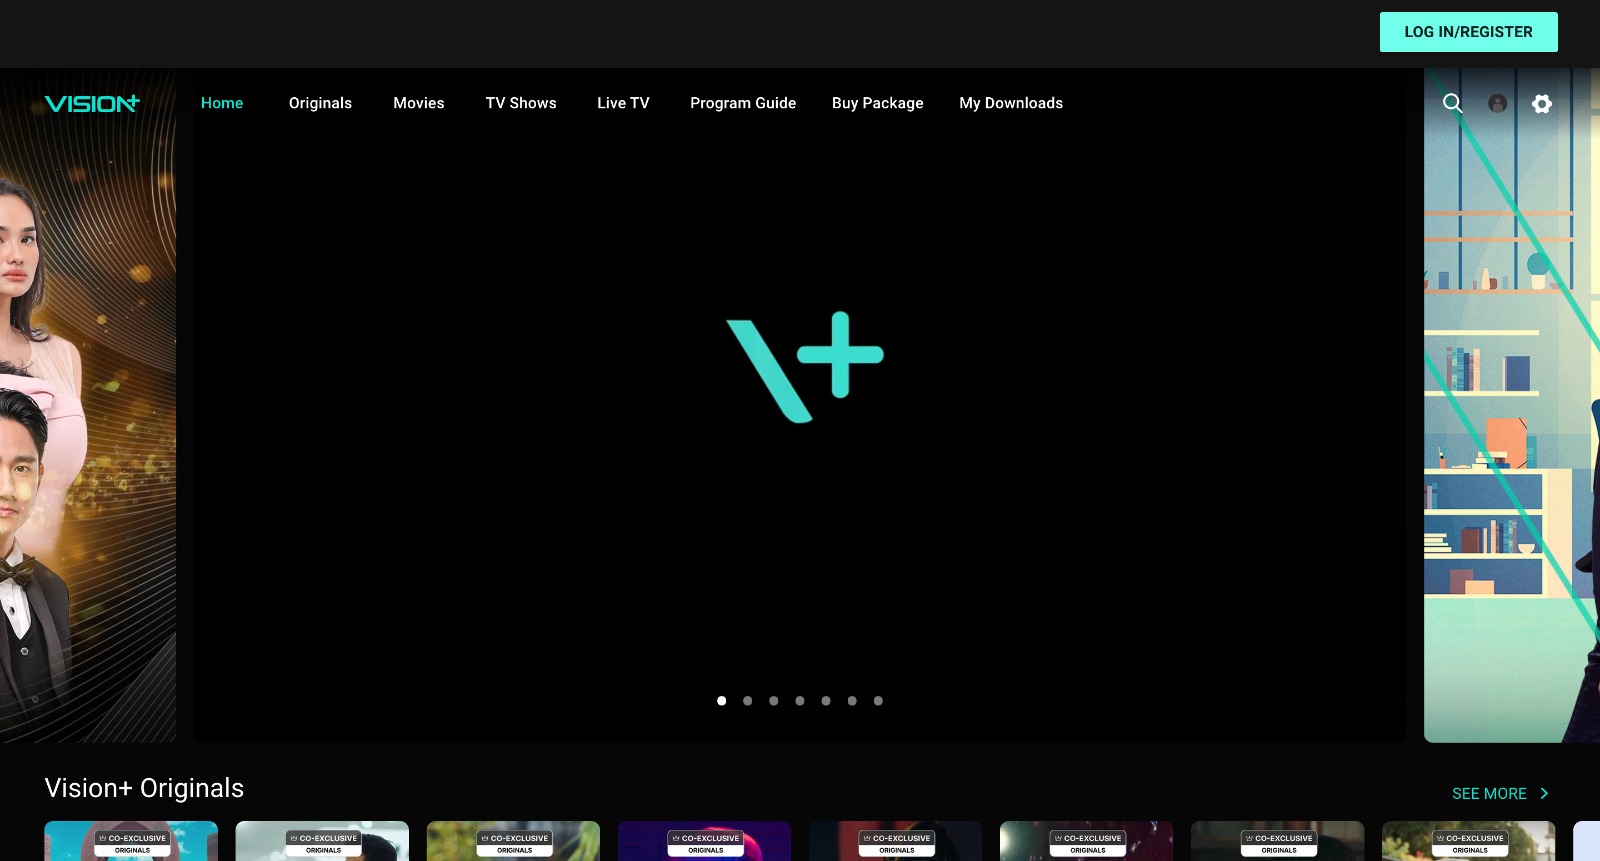 LOG IN/REGISTER
VISION+
Home
Originals
Movies
TV Shows
Live TV
Program Guide
Buy Package
My Downloads
V+
Vision+ Originals
SEE MORE
CO-EXCLUSIVE
ORIGINALS
CO-EXCLUSIVE
ORIGINALS
CO-EXCLUSIVE
ORIGINALS
CO-EXCLUSIVE
ORIGINALS
CO-EXCLUSIVE
ORIGINALS
CO-EXCLUSIVE
ORIGINALS
CO-EXCLUSIVE
ORIGINALS
CO-EXCLUSIVE
ORIGINALS